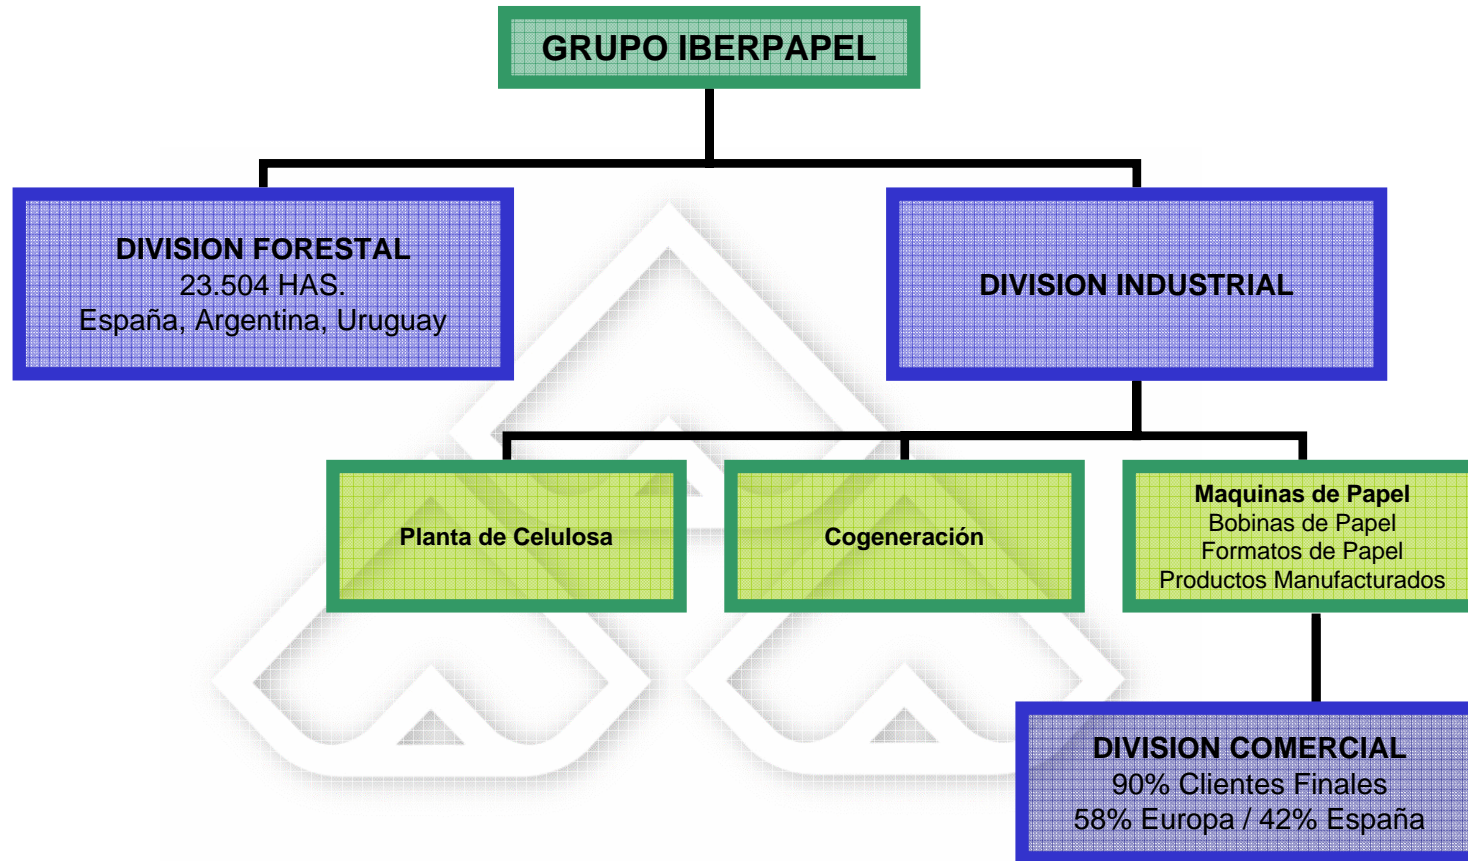 GRUPO IBERPAPEL
DIVISION FORESTAL
23.504 HAS.
España, Argentina, Uruguay
DIVISION INDUSTRIAL
Planta de Celulosa
Cogeneración
Maquinas de Papel
Bobinas de Papel
Formatos de Papel
Productos Manufacturados
DIVISION COMERCIAL
90% Clientes Finales
58% Europa / 42% España